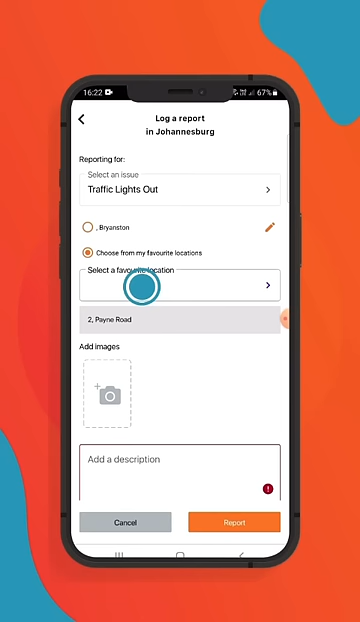 16:22 67%
Log a report
in Johannesburg
Reporting for:
Select an issue
Traffic Lights Out
, Bryanston
Choose from my favourite locations
Select a favourite location
2, Payne Road
Add images
Add a description
Cancel
Report